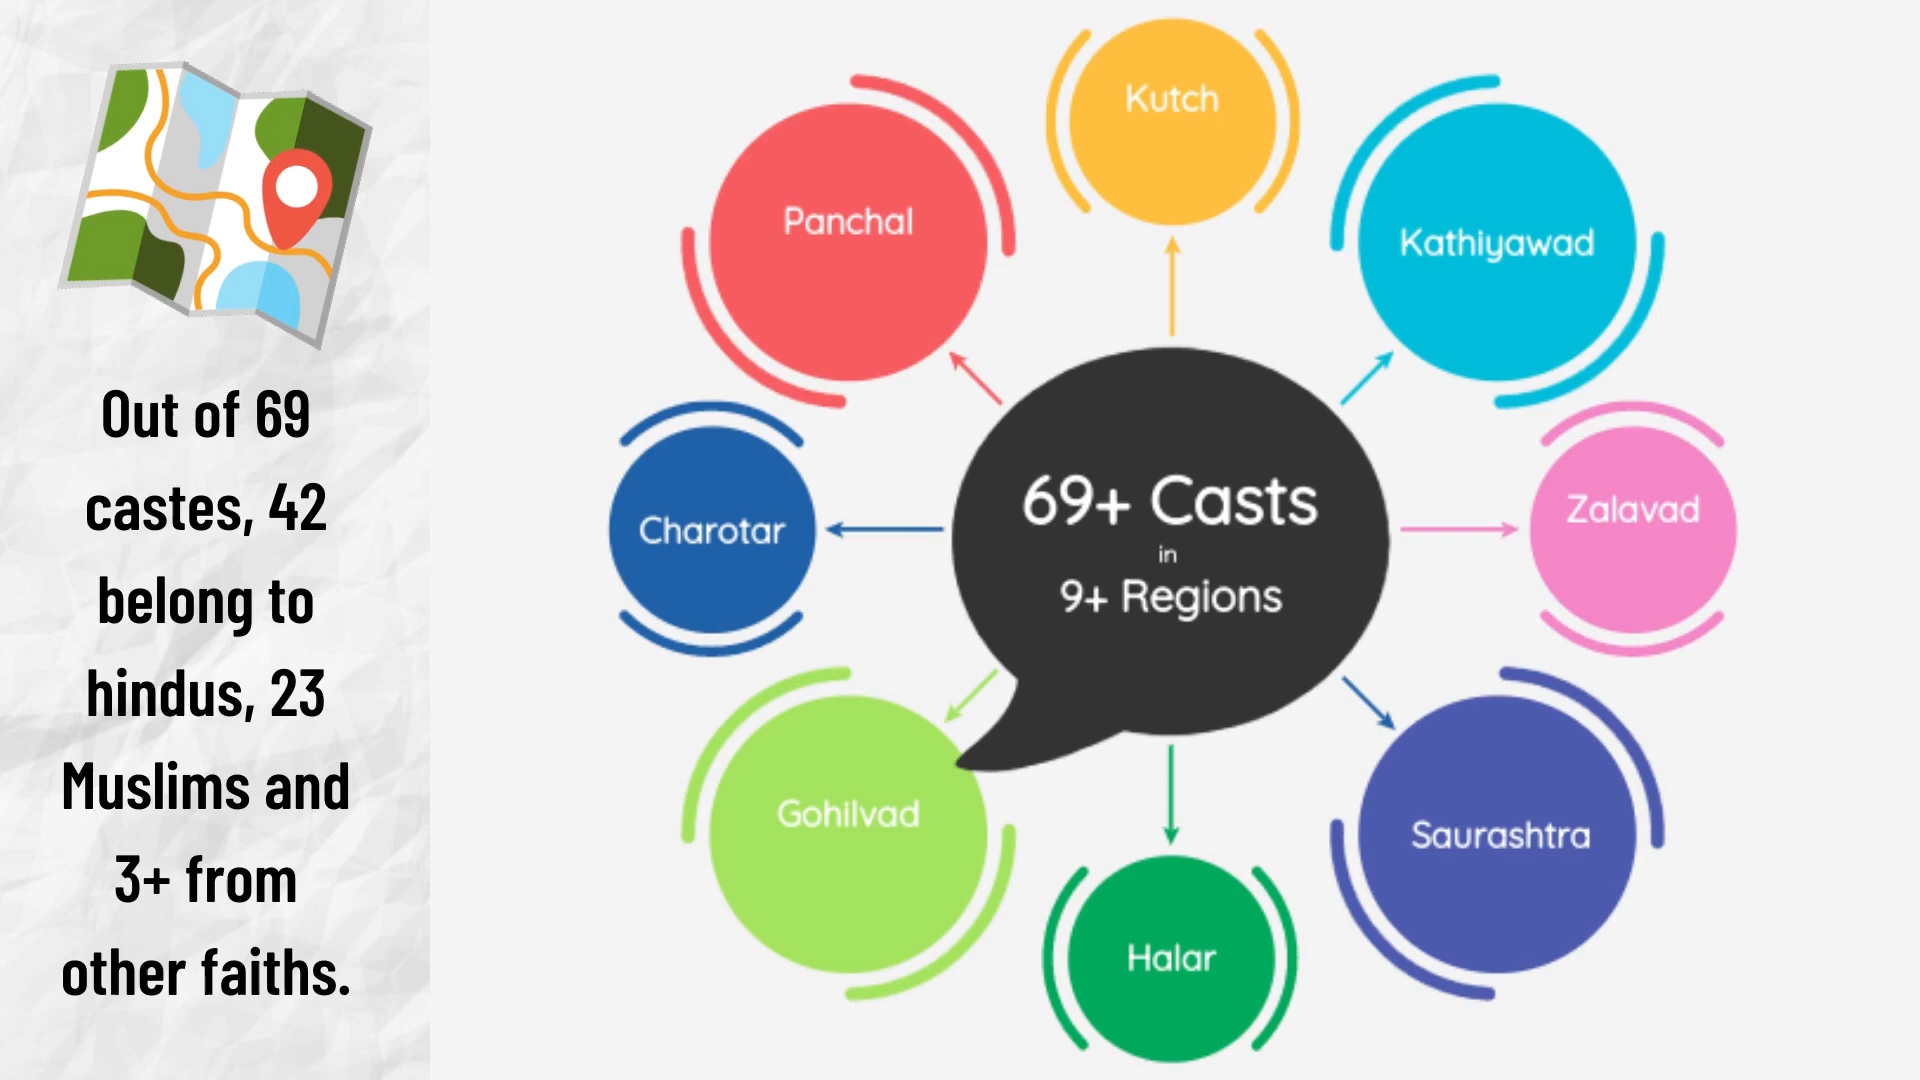 Out of 69
castes, 42
belong to
hindus, 23
Muslims and
3+ from
other faiths.
Kutch
Panchal
Kathiyawad
69+ Casts
in
9+ Regions
Charotar
Zalavad
Gohilvad
Saurashtra
Halar